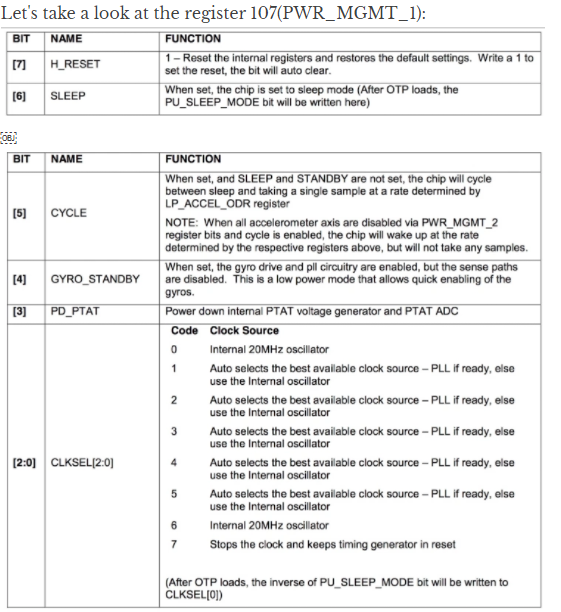 Let's take a look at the register 107(PWR_MGMT_1):
BIT NAME FUNCTION
[7] H_RESET 1 – Reset the internal registers and restores the default settings. Write a 1 to
set the reset, the bit will auto clear.
[6] SLEEP When set, the chip is set to sleep mode (After OTP loads, the
PU_SLEEP_MODE bit will be written here)
OBJ
BIT NAME FUNCTION
When set, and SLEEP and STANDBY are not set, the chip will cycle
between sleep and taking a single sample at a rate determined by
LP_ACCEL_ODR register
[5] CYCLE
NOTE: When all accelerometer axis are disabled via PWR_MGMT_2
register bits and cycle is enabled, the chip will wake up at the rate
determined by the respective registers above, but will not take any samples.
When set, the gyro drive and pll circuitry are enabled, but the sense paths
[4] GYRO_STANDBY are disabled. This is a low power mode that allows quick enabling of the
gyros.
[3] PD_PTAT Power down internal PTAT voltage generator and PTAT ADC
Code Clock Source
0 Internal 20MHz oscillator
1 Auto selects the best available clock source – PLL if ready, else
use the Internal oscillator
2 Auto selects the best available clock source – PLL if ready, else
use the Internal oscillator
3 Auto selects the best available clock source – PLL if ready, else
use the Internal oscillator
[2:0] CLKSEL[2:0] 4 Auto selects the best available clock source – PLL if ready, else
use the Internal oscillator
5 Auto selects the best available clock source – PLL if ready, else
use the Internal oscillator
6 Internal 20MHz oscillator
7 Stops the clock and keeps timing generator in reset
(After OTP loads, the inverse of PU_SLEEP_MODE bit will be written to
CLKSEL[0])